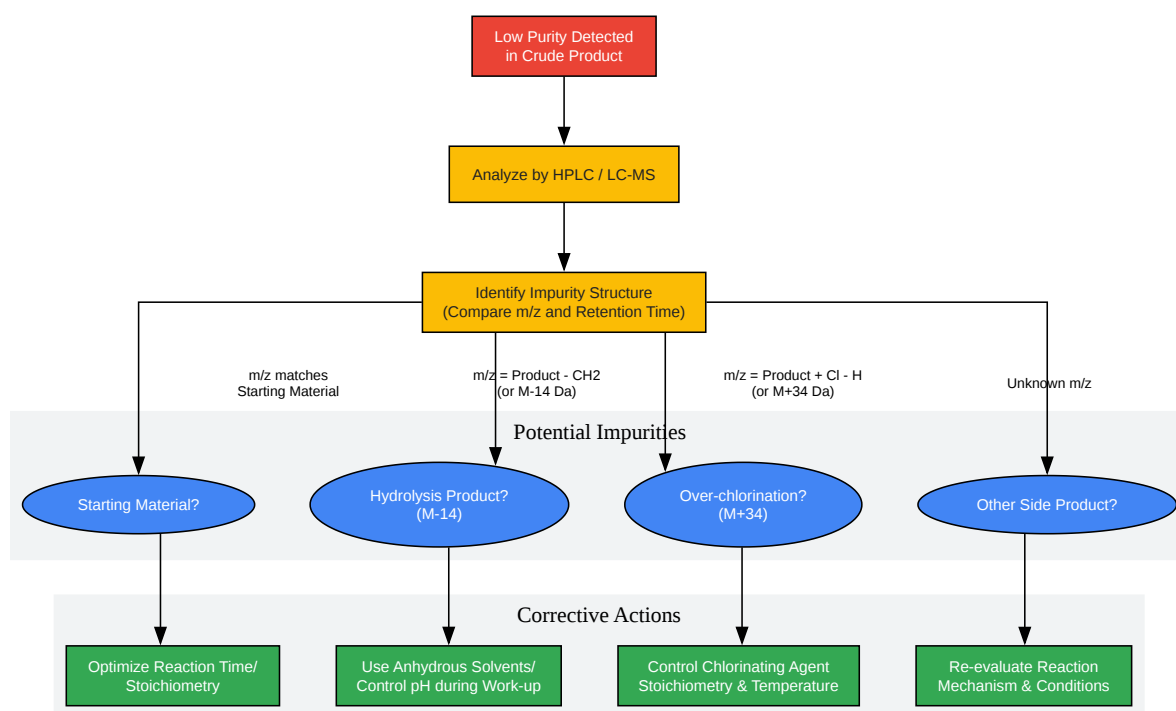 Low Purity Detected
in Crude Product
Analyze by HPLC / LC-MS
Identify Impurity Structure
(Compare m/z and Retention Time)
m/z matches
Starting Material
m/z = Product - CH2
(or M-14 Da)
m/z = Product + Cl - H
(or M+34 Da)
Unknown m/z
Potential Impurities
Starting Material?
Hydrolysis Product?
(M-14)
Over-chlorination?
(M+34)
Other Side Product?
Corrective Actions
Optimize Reaction Time/
Stoichiometry
Use Anhydrous Solvents/
Control pH during Work-up
Control Chlorinating Agent
Stoichiometry & Temperature
Re-evaluate Reaction
Mechanism & Conditions